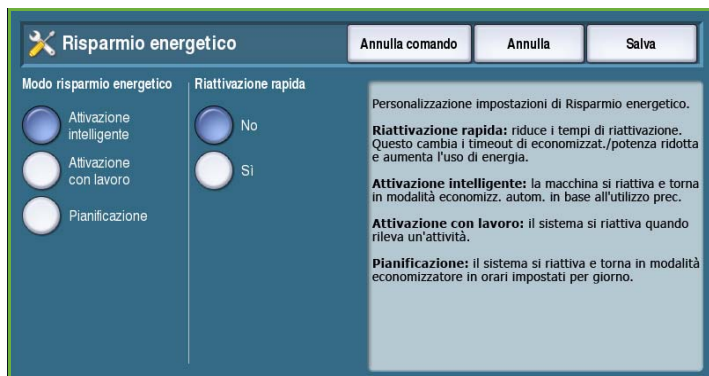 Risparmio energetico
Annulla comando
Annulla
Salva
Modo risparmio energetico
Attivazione
intelligente
Attivazione
con lavoro
Pianificazione
Riattivazione rapida
No
Sì
Personalizzazione impostazioni di Risparmio energetico.
Riattivazione rapida: riduce i tempi di riattivazione.
Questo cambia i timeout di economizzat./potenza ridotta
e aumenta l'uso di energia.
Attivazione intelligente: la macchina si riattiva e torna
in modalità economizz. autom. in base all'utilizzo prec.
Attivazione con lavoro: il sistema si riattiva quando
rileva un'attività.
Pianificazione: il sistema si riattiva e torna in modalità
economizzatore in orari impostati per giorno.